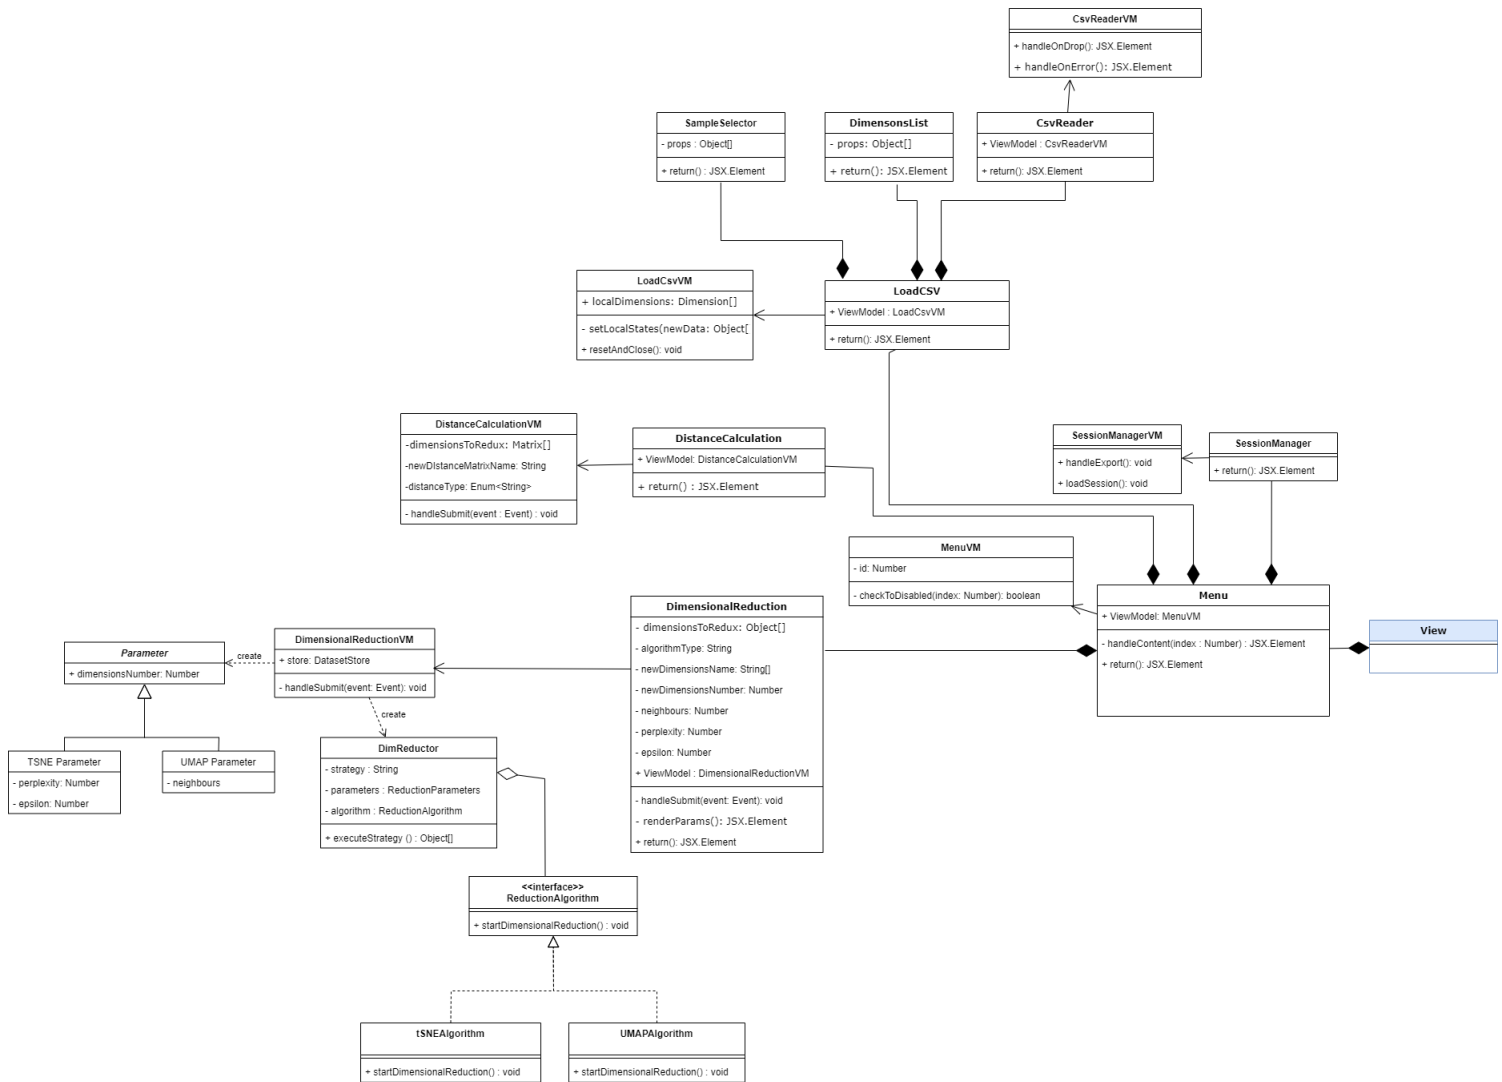 CsvReaderVM
+ handleOnDrop(): JSX.Element
+ handleOnError(): JSX.Element
SampleSelector
- props : Object[]
+ return() : JSX.Element
DimensonsList
- props: Object[]
+ return(): JSX.Element
CsvReader
+ ViewModel : CsvReaderVM
+ return(): JSX.Element
LoadCsvVM
+ localDimensions: Dimension[]
- setLocalStates(newData: Object[
+ resetAndClose(): void
LoadCSV
+ ViewModel : LoadCsvVM
+ return(): JSX.Element
DistanceCalculationVM
-dimensionsToRedux: Matrix[]
-newDIstanceMatrixName: String
-distanceType: Enum<String>
- handleSubmit(event : Event) : void
DistanceCalculation
+ ViewModel: DistanceCalculationVM
+ return() : JSX.Element
SessionManagerVM
+ handleExport(): void
+ loadSession(): void
SessionManager
+ return(): JSX.Element
MenuVM
- id: Number
- checkToDisabled(index: Number): boolean
Menu
+ ViewModel: MenuVM
- handleContent(index : Number) : JSX.Element
+ return(): JSX.Element
View
DimensionalReduction
- dimensionsToRedux: Object[]
- algorithmType: String
- newDimensionsName: String[]
- newDimensionsNumber: Number
- neighbours: Number
- perplexity: Number
- epsilon: Number
+ ViewModel : DimensionalReductionVM
- handleSubmit(event: Event): void
- renderParams(): JSX.Element
+ return(): JSX.Element
DimensionalReductionVM
+ store: DatasetStore
- handleSubmit(event: Event): void
create
create
Parameter
+ dimensionsNumber: Number
TSNE Parameter
- perplexity: Number
- epsilon: Number
UMAP Parameter
- neighbours
DimReductor
- strategy : String
- parameters : ReductionParameters
- algorithm : ReductionAlgorithm
+ executeStrategy () : Object[]
<<interface>>
ReductionAlgorithm
+ startDimensionalReduction() : void
tSNEAlgorithm
+ startDimensionalReduction() : void
UMAPAlgorithm
+ startDimensionalReduction() : void